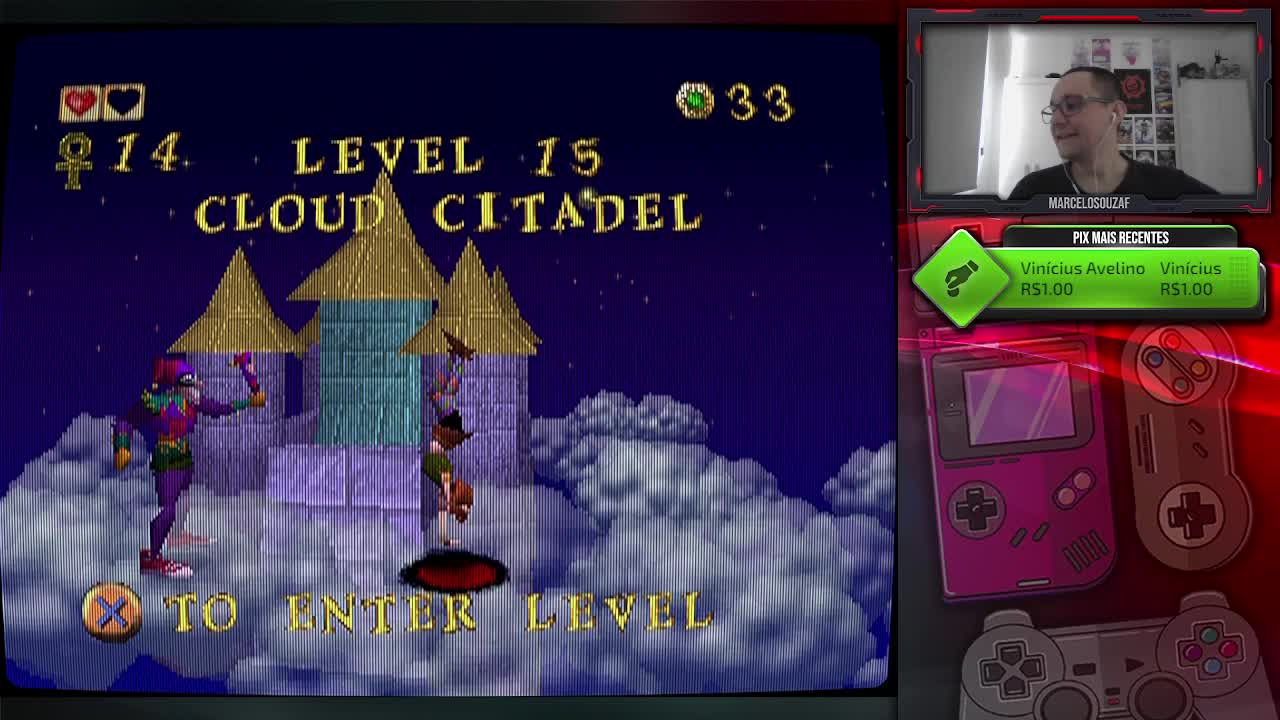 33
14
LEVEL 15
CLOUD CITADEL
TO ENTER LEVEL
MARCELOSOUZAF
PIX MAIS RECENTES
Vinícius Avelino Vinícius
R$1.00 R$1.00